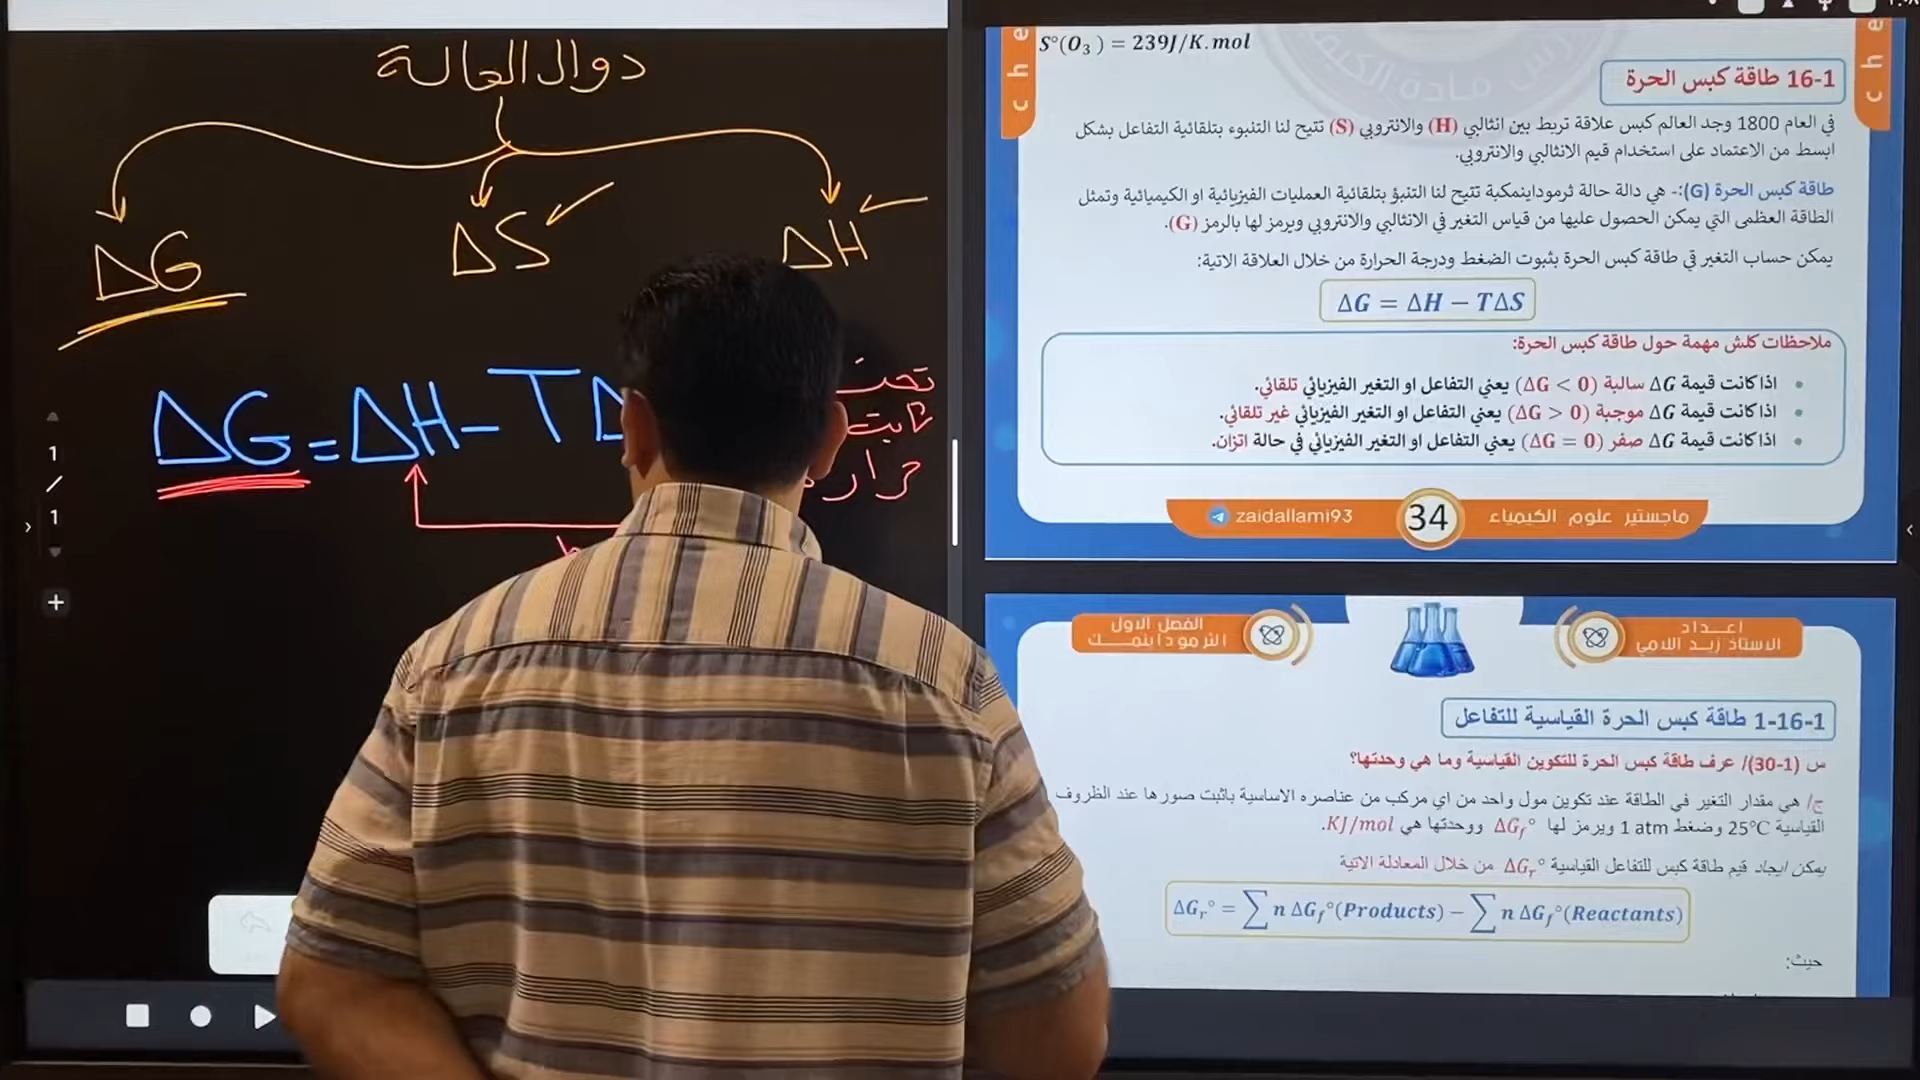 دوال الحالة
ΔG
ΔS
ΔH
ΔG = ΔH - TΔ
تحت
ثابت
1
/
1
+
che
che
S°(O₃) = 239J/K.mol
16-1 طاقة كبس الحرة
في العام 1800 وجد العالم كبس علاقة تربط بين انثالبي (H) والانتروبي (S) تتيح لنا التنبوء بتلقائية التفاعل بشكل
ابسط من الاعتماد على استخدام قيم الانثالبي والانتروبي.
طاقة كبس الحرة (G):- هي دالة حالة ثرموداينمكية تتيح لنا التنبؤ بتلقائية العمليات الفيزيائية او الكيميائية وتمثل
الطاقة العظمى التي يمكن الحصول عليها من قياس التغير في الانثالبي والانتروبي ويرمز لها بالرمز (G).
يمكن حساب التغير في طاقة كبس الحرة بثبوت الضغط ودرجة الحرارة من خلال العلاقة الاتية:
ΔG = ΔH − TΔS
ملاحظات كلش مهمة حول طاقة كبس الحرة:
• اذا كانت قيمة ΔG سالبة (ΔG < 0) يعني التفاعل او التغير الفيزيائي تلقائي.
• اذا كانت قيمة ΔG موجبة (ΔG > 0) يعني التفاعل او التغير الفيزيائي غير تلقائي.
• اذا كانت قيمة ΔG صفر (ΔG = 0) يعني التفاعل او التغير الفيزيائي في حالة اتزان.
ماجستير علوم الكيمياء
34
zaidallami93
اعـــداد
الاستاذ زيـد اللامي
الفصل الاول
الثرموداينمــك
1-16-1 طاقة كبس الحرة القياسية للتفاعل
س (1-30)/ عرف طاقة كبس الحرة للتكوين القياسية وما هي وحدتها؟
ج/ هي مقدار التغير في الطاقة عند تكوين مول واحد من اي مركب من عناصره الاساسية باثبت صورها عند الظروف
القياسية 25°C وضغط 1 atm ويرمز لها ΔGf° ووحدتها هي KJ/mol.
يمكن ايجاد قيم طاقة كبس للتفاعل القياسية ΔGr° من خلال المعادلة الاتية
ΔGr° = ∑ n ΔGf°(Products) − ∑ n ΔGf°(Reactants)
حيث: